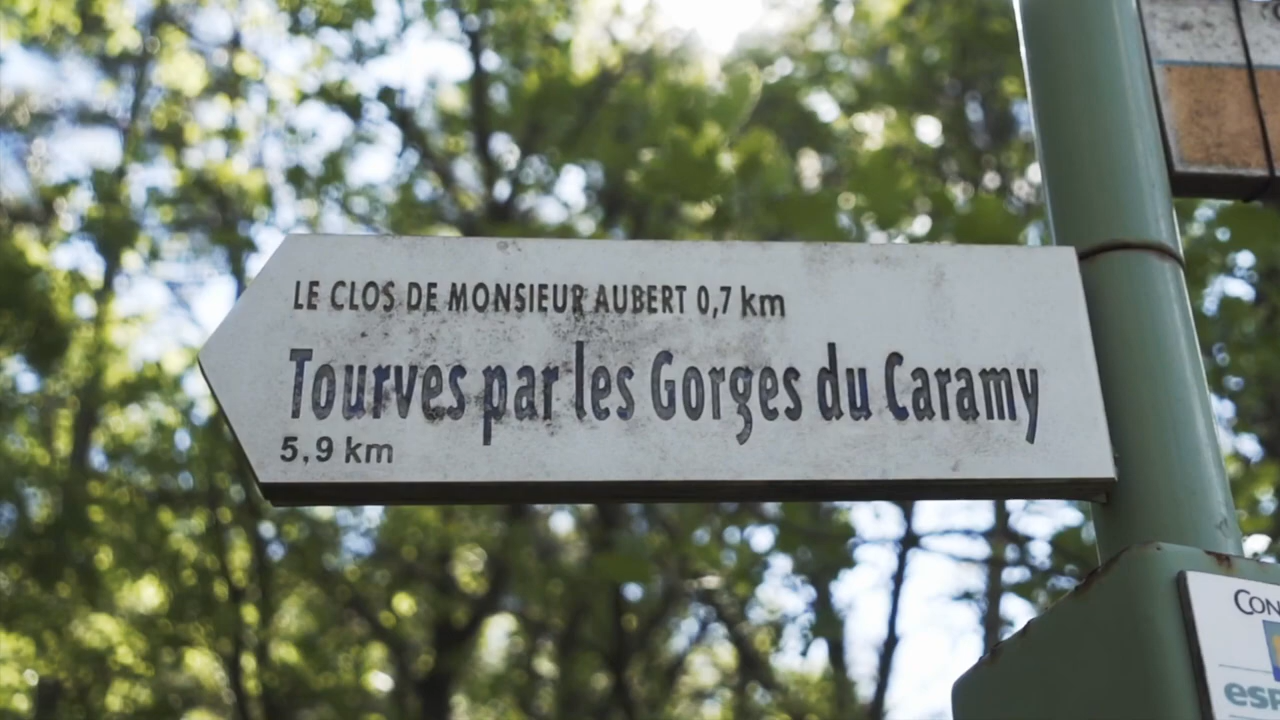 LE CLOS DE MONSIEUR AUBERT 0,7 km
Tourves par les Gorges du Caramy
5,9 km